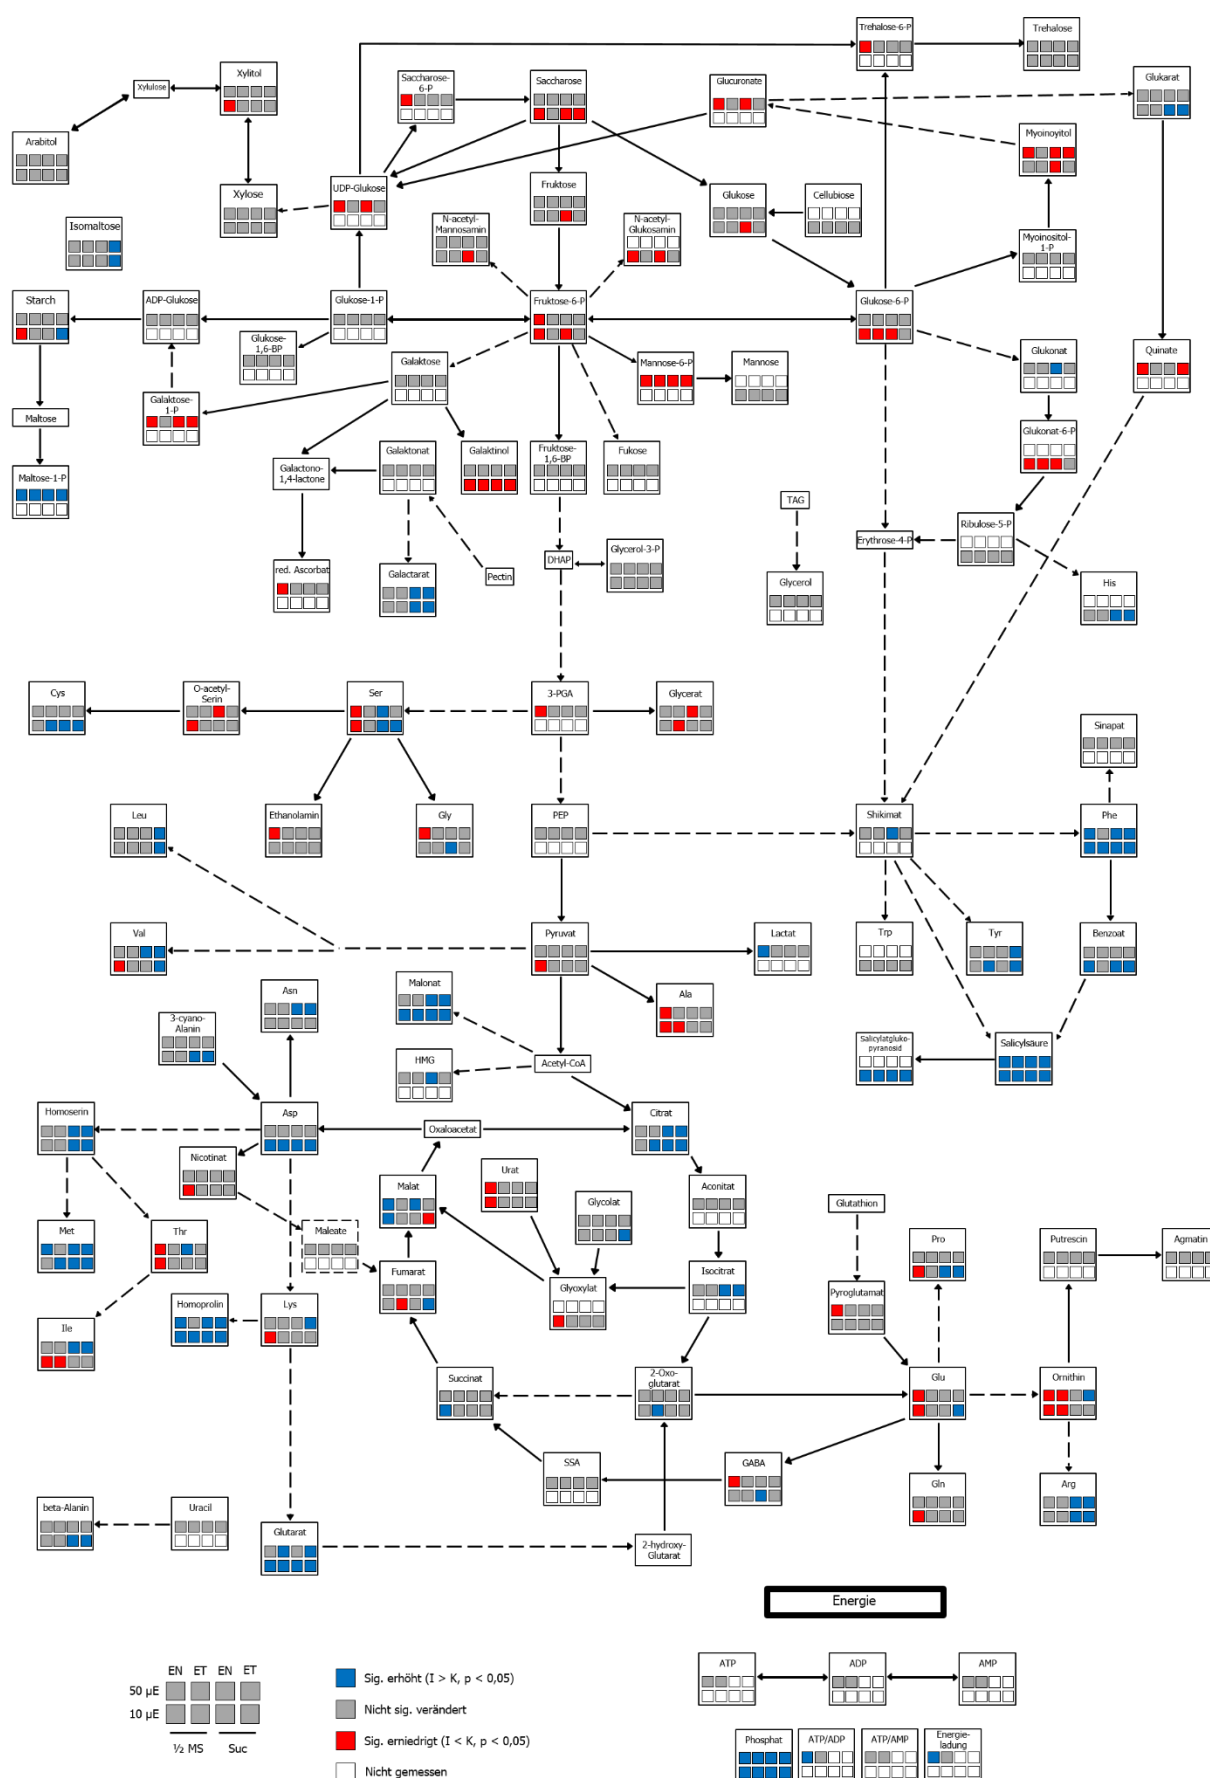 Trehalose-6-P
Trehalose
Saccharose-
6-P
Saccharose
Glucuronate
Glukarat
Xylitol
Xylulose
Arabitol
Myoinoyitol
Xylose
UDP-Glukose
Fruktose
Glukose
Cellubiose
N-acetyl-
Mannosamin
N-acetyl-
Glukosamin
Isomaltose
Myoinositol-
1-P
Starch
ADP-Glukose
Glukose-1-P
Fruktose-6-P
Glukose-6-P
Glukose-
1,6-BP
Galaktose
Mannose-6-P
Mannose
Glukonat
Quinate
Galaktose-
1-P
Maltose
Glukonat-6-P
Galactono-
1,4-lactone
Galaktonat
Galaktinol
Fruktose-
1,6-BP
Fukose
Maltose-1-P
TAG
Ribulose-5-P
Erythrose-4-P
red. Ascorbat
Galactarat
Pectin
DHAP
Glycerol-3-P
Glycerol
His
Cys
O-acetyl-
Serin
Ser
3-PGA
Glycerat
Sinapat
Leu
Ethanolamin
Gly
PEP
Shikimat
Phe
Val
Pyruvat
Lactat
Trp
Tyr
Benzoat
Asn
Malonat
Ala
3-cyano-
Alanin
HMG
Acetyl-CoA
Salicylatgluko-
pyranosid
Salicylsäure
Homoserin
Asp
Oxaloacetat
Citrat
Nicotinat
Malat
Urat
Glycolat
Aconitat
Glutathion
Met
Thr
Maleate
Fumarat
Glyoxylat
Isocitrat
Pyroglutamat
Pro
Putrescin
Agmatin
Ile
Homoprolin
Lys
Succinat
2-Oxo-
glutarat
Glu
Ornithin
SSA
GABA
Gln
Arg
beta-Alanin
Uracil
Glutarat
2-hydroxy-
Glutarat
Energie
EN ET EN ET
50 µE
10 µE
½ MS Suc
Sig. erhöht (I > K, p < 0,05)
Nicht sig. verändert
Sig. erniedrigt (I < K, p < 0,05)
Nicht gemessen
ATP
ADP
AMP
Phosphat
ATP/ADP
ATP/AMP
Energie-
ladung